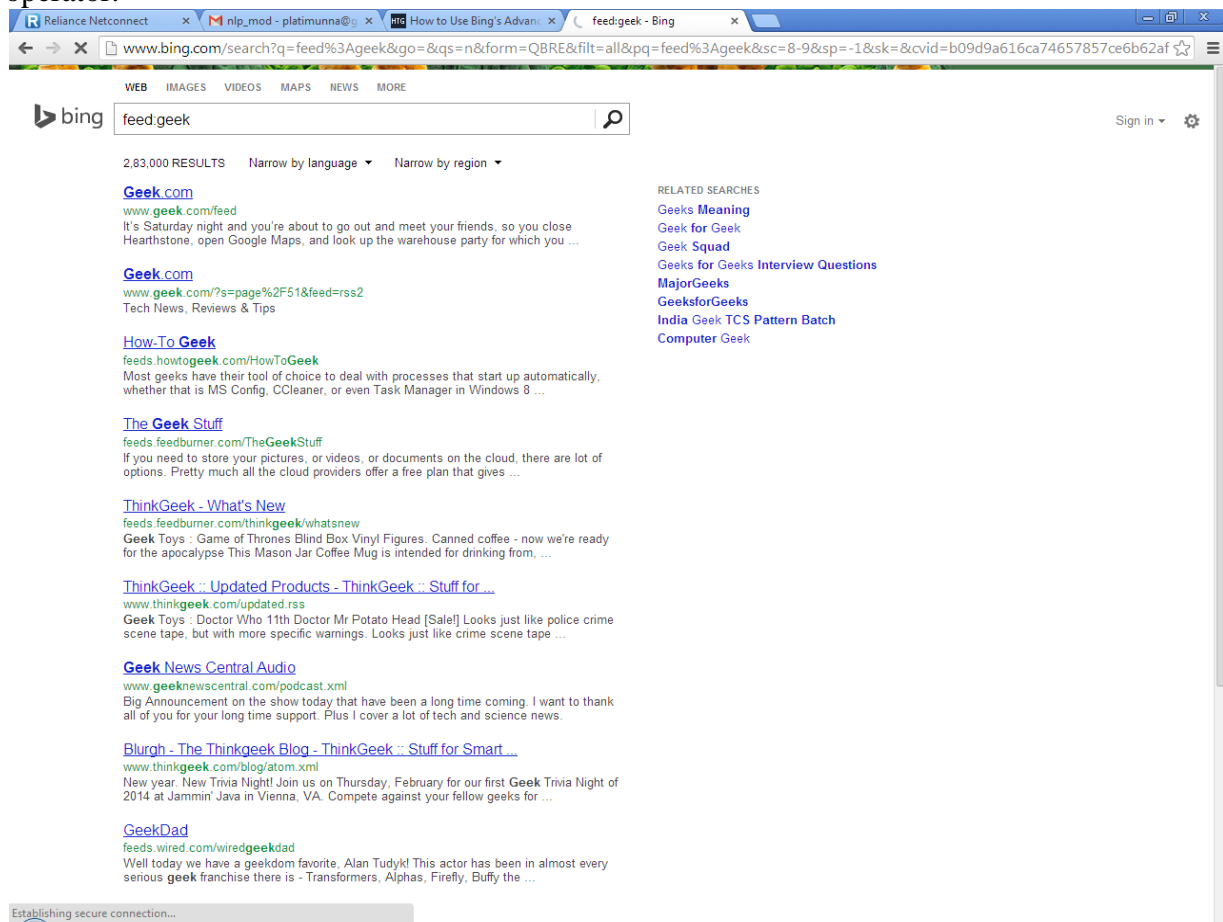 operator.
Reliance Netconnect × nlp_mod - platimunna@g × HTG How to Use Bing's Advanc × feed:geek - Bing ×
www.bing.com/search?q=feed%3Ageek&go=&qs=n&form=QBRE&filt=all&pq=feed%3Ageek&sc=8-9&sp=-1&sk=&cvid=b09d9a616ca74657857ce6b62af
WEB IMAGES VIDEOS MAPS NEWS MORE
bing feed:geek Sign in
2,83,000 RESULTS Narrow by language Narrow by region
Geek.com
www.geek.com/feed
It's Saturday night and you're about to go out and meet your friends, so you close
Hearthstone, open Google Maps, and look up the warehouse party for which you ...
Geek.com
www.geek.com/?s=page%2F51&feed=rss2
Tech News, Reviews & Tips
How-To Geek
feeds.howtogeek.com/HowToGeek
Most geeks have their tool of choice to deal with processes that start up automatically,
whether that is MS Config, CCleaner, or even Task Manager in Windows 8 ...
The Geek Stuff
feeds.feedburner.com/TheGeekStuff
If you need to store your pictures, or videos, or documents on the cloud, there are lot of
options. Pretty much all the cloud providers offer a free plan that gives ...
ThinkGeek - What's New
feeds.feedburner.com/thinkgeek/whatsnew
Geek Toys : Game of Thrones Blind Box Vinyl Figures. Canned coffee - now we're ready
for the apocalypse This Mason Jar Coffee Mug is intended for drinking from, ...
ThinkGeek :: Updated Products - ThinkGeek :: Stuff for ...
www.thinkgeek.com/updated.rss
Geek Toys : Doctor Who 11th Doctor Mr Potato Head [Sale!] Looks just like police crime
scene tape, but with more specific warnings. Looks just like crime scene tape ...
Geek News Central Audio
www.geeknewscentral.com/podcast.xml
Big Announcement on the show today that have been a long time coming. I want to thank
all of you for your long time support. Plus I cover a lot of tech and science news.
Blurgh - The Thinkgeek Blog - ThinkGeek :: Stuff for Smart ...
www.thinkgeek.com/blog/atom.xml
New year. New Trivia Night! Join us on Thursday, February for our first Geek Trivia Night of
2014 at Jammin' Java in Vienna, VA. Compete against your fellow geeks for ...
GeekDad
feeds.wired.com/wiredgeekdad
Well today we have a geekdom favorite, Alan Tudyk! This actor has been in almost every
serious geek franchise there is - Transformers, Alphas, Firefly, Buffy the ...
RELATED SEARCHES
Geeks Meaning
Geek for Geek
Geek Squad
Geeks for Geeks Interview Questions
MajorGeeks
GeeksforGeeks
India Geek TCS Pattern Batch
Computer Geek
Establishing secure connection...